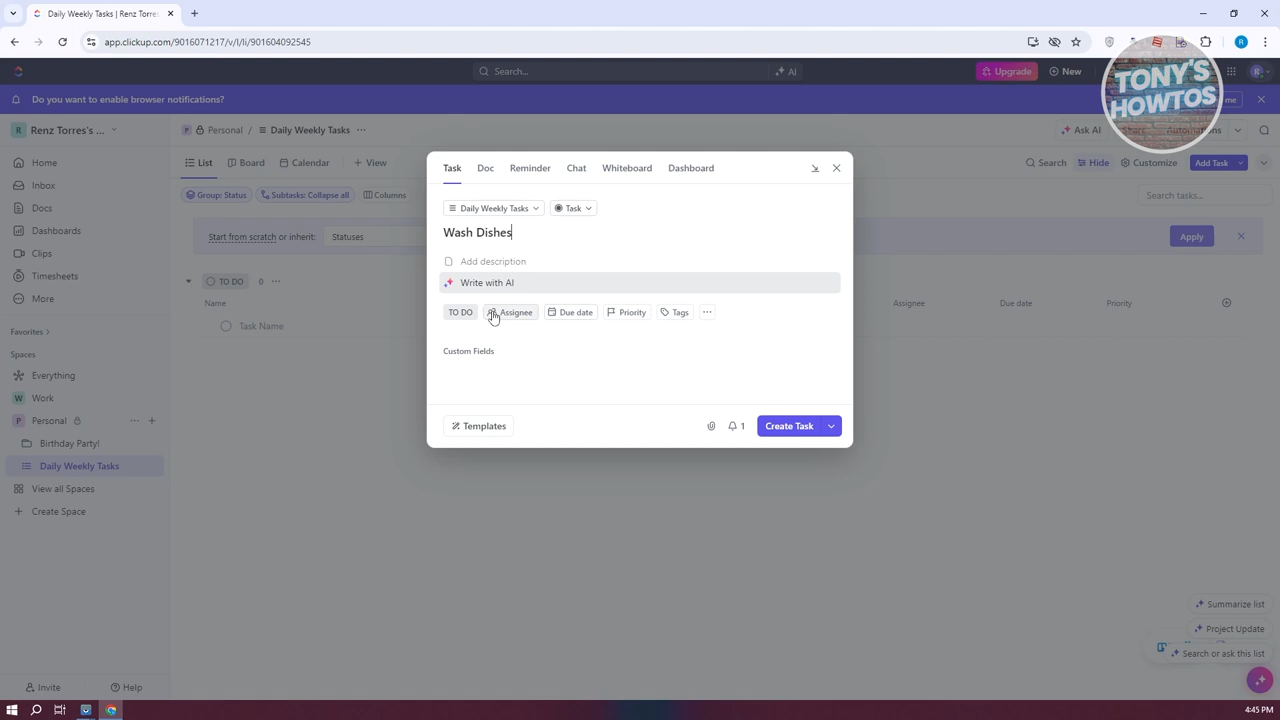 Daily Weekly Tasks | Renz Torres
app.clickup.com/9016071217/v/l/li/901604092545
R
Search...
AI
Upgrade
New
R
Do you want to enable browser notifications?
me
TONY'S
HOWTOS
R Renz Torres's ...
P Personal / Daily Weekly Tasks ...
Ask AI
Share
Automations
Home
Inbox
Docs
Dashboards
Clips
Timesheets
More
Favorites
Spaces
Everything
Work
P Personal
Birthday Party!
Daily Weekly Tasks
View all Spaces
Create Space
Invite
Help
List
Board
Calendar
+ View
Search
Hide
Customize
Add Task
Group: Status
Subtasks: Collapse all
Columns
Search tasks...
Start from scratch or inherit:
Statuses
Apply
TO DO 0 ...
Name
Assignee
Due date
Priority
Task Name
Task
Doc
Reminder
Chat
Whiteboard
Dashboard
Daily Weekly Tasks
Task
Wash Dishes
Add description
Write with AI
TO DO
Assignee
Due date
Priority
Tags
...
Custom Fields
Templates
1
Create Task
Summarize list
Project Update
Search or ask this list
4:45 PM